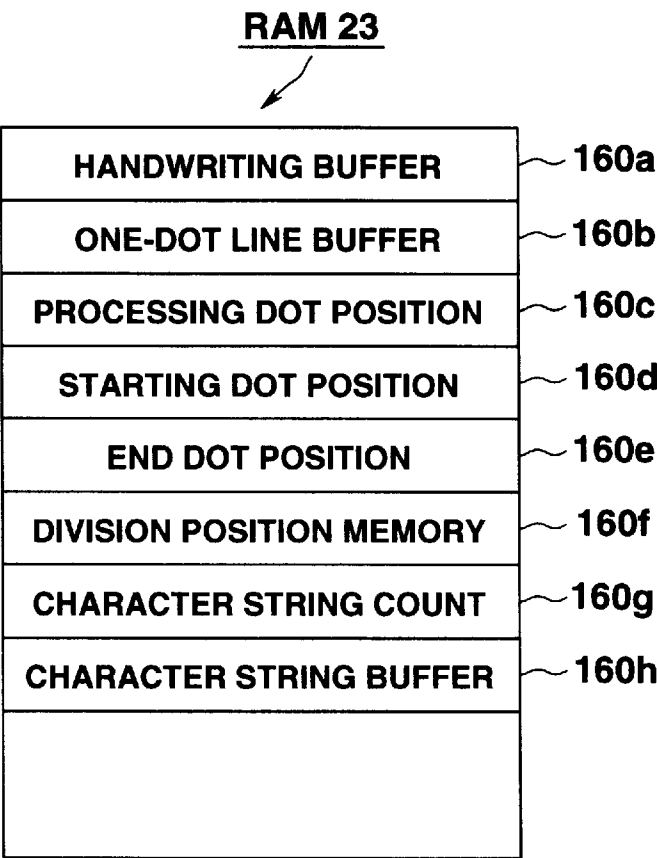 RAM 23
HANDWRITING BUFFER 160a
ONE-DOT LINE BUFFER 160b
PROCESSING DOT POSITION 160c
STARTING DOT POSITION 160d
END DOT POSITION 160e
DIVISION POSITION MEMORY 160f
CHARACTER STRING COUNT 160g
CHARACTER STRING BUFFER 160h